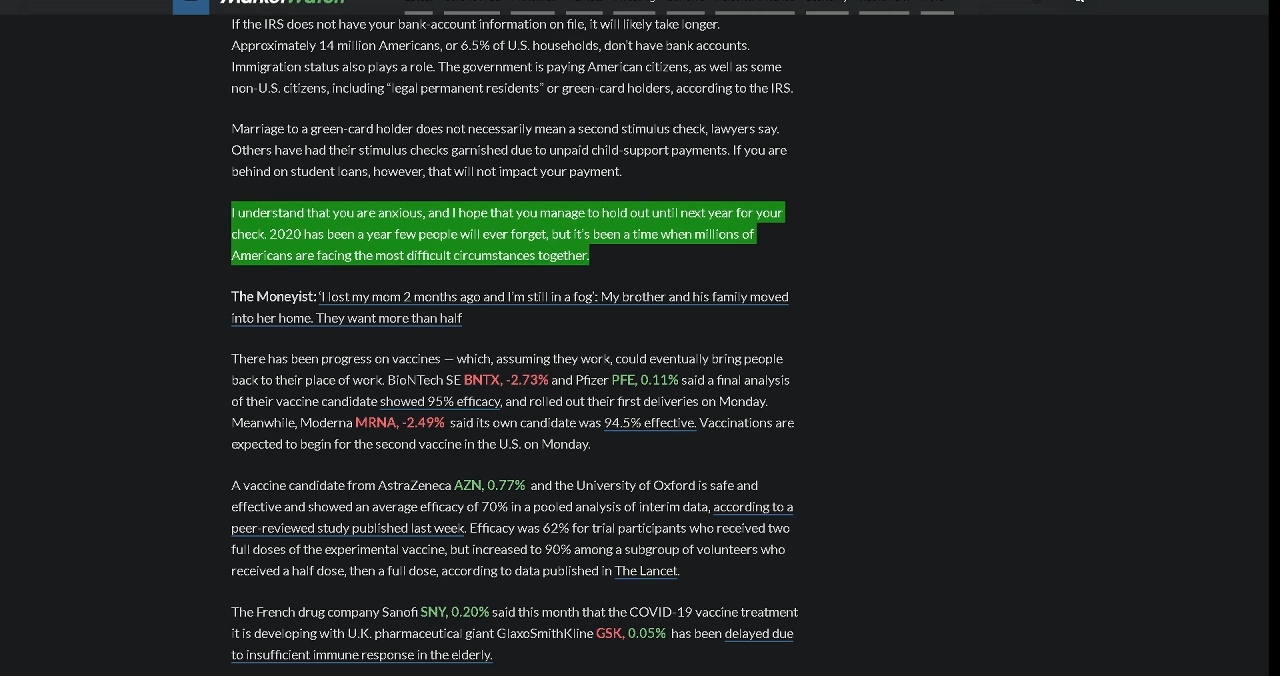 MarketWatch
If the IRS does not have your bank-account information on file, it will likely take longer.
Approximately 14 million Americans, or 6.5% of U.S. households, don’t have bank accounts.
Immigration status also plays a role. The government is paying American citizens, as well as some
non-U.S. citizens, including “legal permanent residents” or green-card holders, according to the IRS.
Marriage to a green-card holder does not necessarily mean a second stimulus check, lawyers say.
Others have had their stimulus checks garnished due to unpaid child-support payments. If you are
behind on student loans, however, that will not impact your payment.
I understand that you are anxious, and I hope that you manage to hold out until next year for your
check. 2020 has been a year few people will ever forget, but it’s been a time when millions of
Americans are facing the most difficult circumstances together.
The Moneyist: ‘I lost my mom 2 months ago and I’m still in a fog’: My brother and his family moved
into her home. They want more than half
There has been progress on vaccines — which, assuming they work, could eventually bring people
back to their place of work. BioNTech SE BNTX, -2.73% and Pfizer PFE, 0.11% said a final analysis
of their vaccine candidate showed 95% efficacy, and rolled out their first deliveries on Monday.
Meanwhile, Moderna MRNA, -2.49% said its own candidate was 94.5% effective. Vaccinations are
expected to begin for the second vaccine in the U.S. on Monday.
A vaccine candidate from AstraZeneca AZN, 0.77% and the University of Oxford is safe and
effective and showed an average efficacy of 70% in a pooled analysis of interim data, according to a
peer-reviewed study published last week. Efficacy was 62% for trial participants who received two
full doses of the experimental vaccine, but increased to 90% among a subgroup of volunteers who
received a half dose, then a full dose, according to data published in The Lancet.
The French drug company Sanofi SNY, 0.20% said this month that the COVID-19 vaccine treatment
it is developing with U.K. pharmaceutical giant GlaxoSmithKline GSK, 0.05% has been delayed due
to insufficient immune response in the elderly.